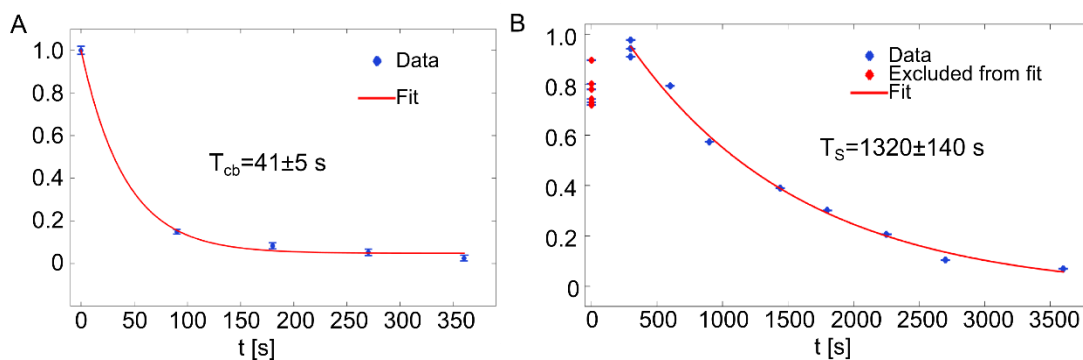 A
1.0
0.8
0.6
0.4
0.2
0
0 50 100 150 200 250 300 350
t [s]
Data
Fit
Tcb=41±5 s
B
1.0
0.8
0.6
0.4
0.2
0
0 500 1000 1500 2000 2500 3000 3500
t [s]
Data
Excluded from fit
Fit
TS=1320±140 s